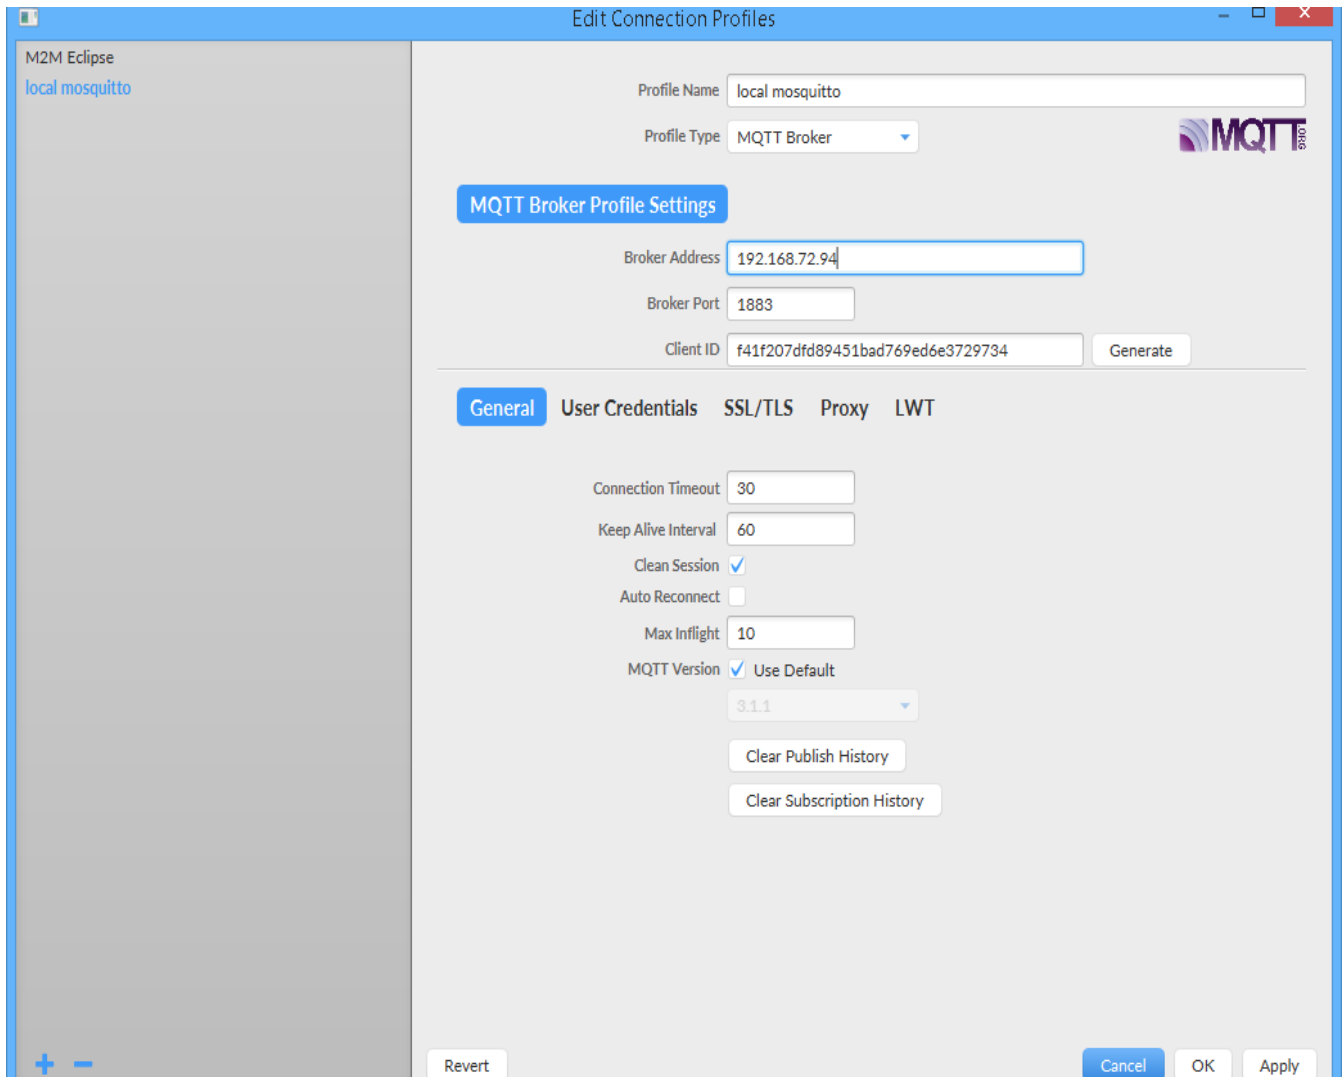 Edit Connection Profiles
M2M Eclipse
local mosquitto
Profile Name local mosquitto
Profile Type MQTT Broker
MQTT.ORG
MQTT Broker Profile Settings
Broker Address 192.168.72.94
Broker Port 1883
Client ID f41f207dfd89451bad769ed6e3729734 Generate
General User Credentials SSL/TLS Proxy LWT
Connection Timeout 30
Keep Alive Interval 60
Clean Session
Auto Reconnect
Max Inflight 10
MQTT Version Use Default
3.1.1
Clear Publish History
Clear Subscription History
Revert Cancel OK Apply